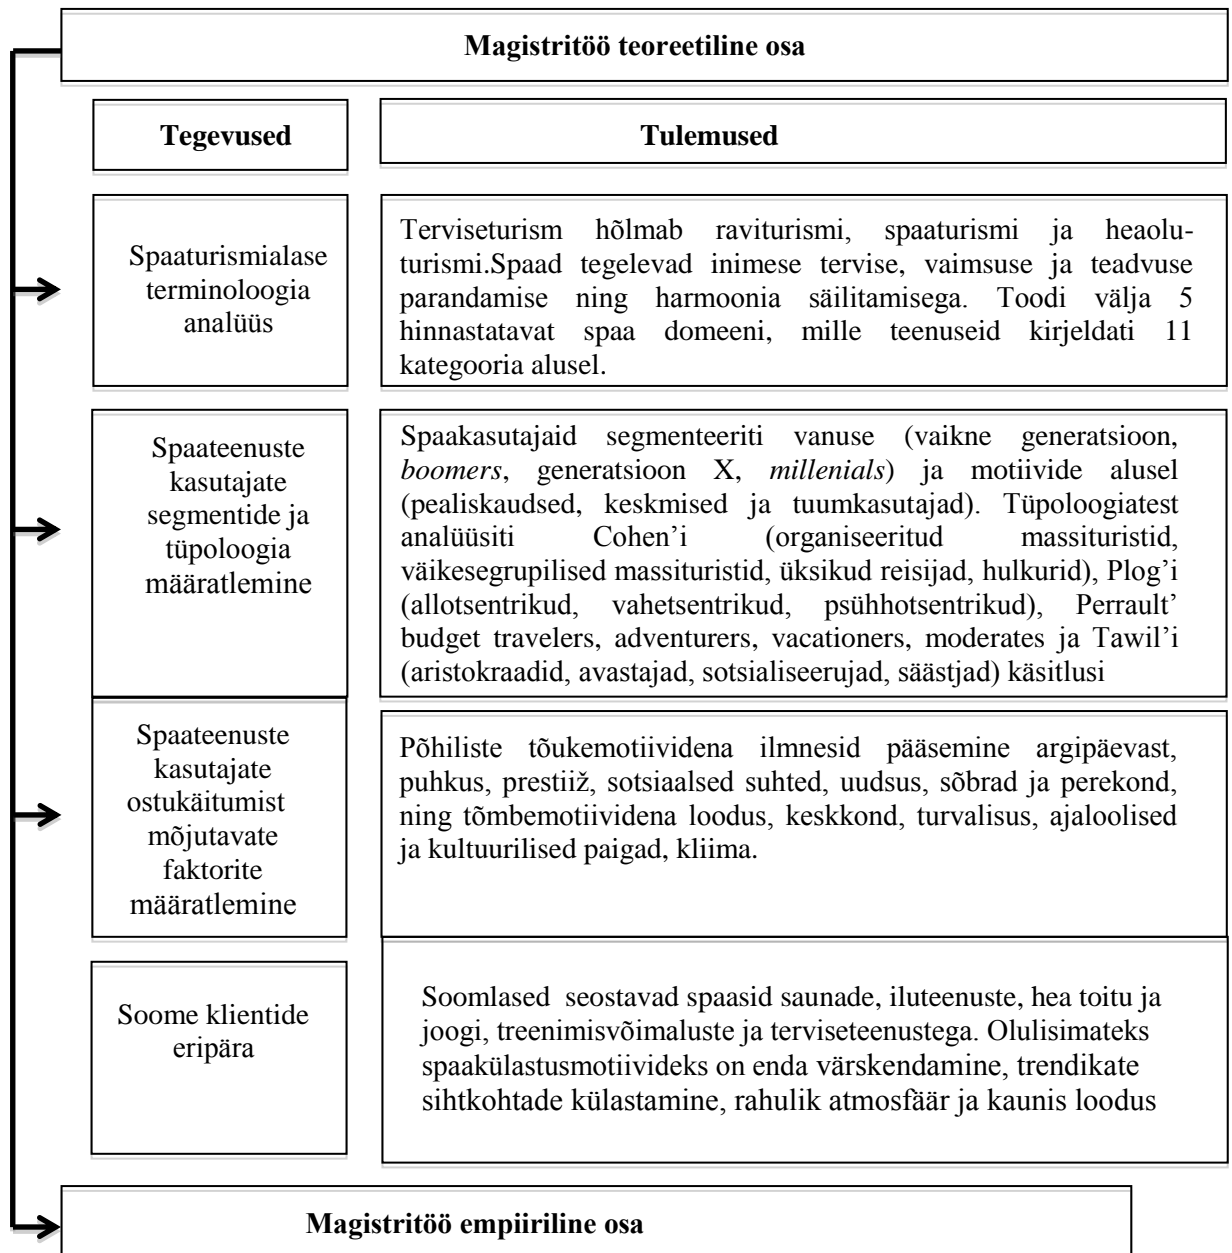 Magistritöö teoreetiline osa
Tegevused
Tulemused
Spaaturismialase
terminoloogia
analüüs
Terviseturism hõlmab raviturismi, spaaturismi ja heaolu-
turismi.Spaad tegelevad inimese tervise, vaimsuse ja teadvuse
parandamise ning harmoonia säilitamisega. Toodi välja 5
hinnastatavat spaa domeeni, mille teenuseid kirjeldati 11
kategooria alusel.
Spaateenuste
kasutajate
segmentide ja
tüpoloogia
määratlemine
Spaakasutajaid segmenteeriti vanuse (vaikne generatsioon,
boomers, generatsioon X, millenials) ja motiivide alusel
(pealiskaudsed, keskmised ja tuumkasutajad). Tüpoloogiatest
analüüsiti Cohen’i (organiseeritud massituristid,
väikesegrupilised massituristid, üksikud reisijad, hulkurid), Plog’i
(allotsentrikud, vahetsentrikud, psühhotsentrikud), Perrault’
budget travelers, adventurers, vacationers, moderates ja Tawil’i
(aristokraadid, avastajad, sotsialiseerujad, säästjad) käsitlusi
Spaateenuste
kasutajate
ostukäitumist
mõjutavate
faktorite
määratlemine
Põhiliste tõukemotiividena ilmnesid pääsemine argipäevast,
puhkus, prestiiž, sotsiaalsed suhted, uudsus, sõbrad ja perekond,
ning tõmbemotiividena loodus, keskkond, turvalisus, ajaloolised
ja kultuurilised paigad, kliima.
Soome klientide
eripära
Soomlased seostavad spaasid saunade, iluteenuste, hea toitu ja
joogi, treenimisvõimaluste ja terviseteenustega. Olulisimateks
spaakülastusmotiivideks on enda värskendamine, trendikate
sihtkohtade külastamine, rahulik atmosfäär ja kaunis loodus
Magistritöö empiiriline osa